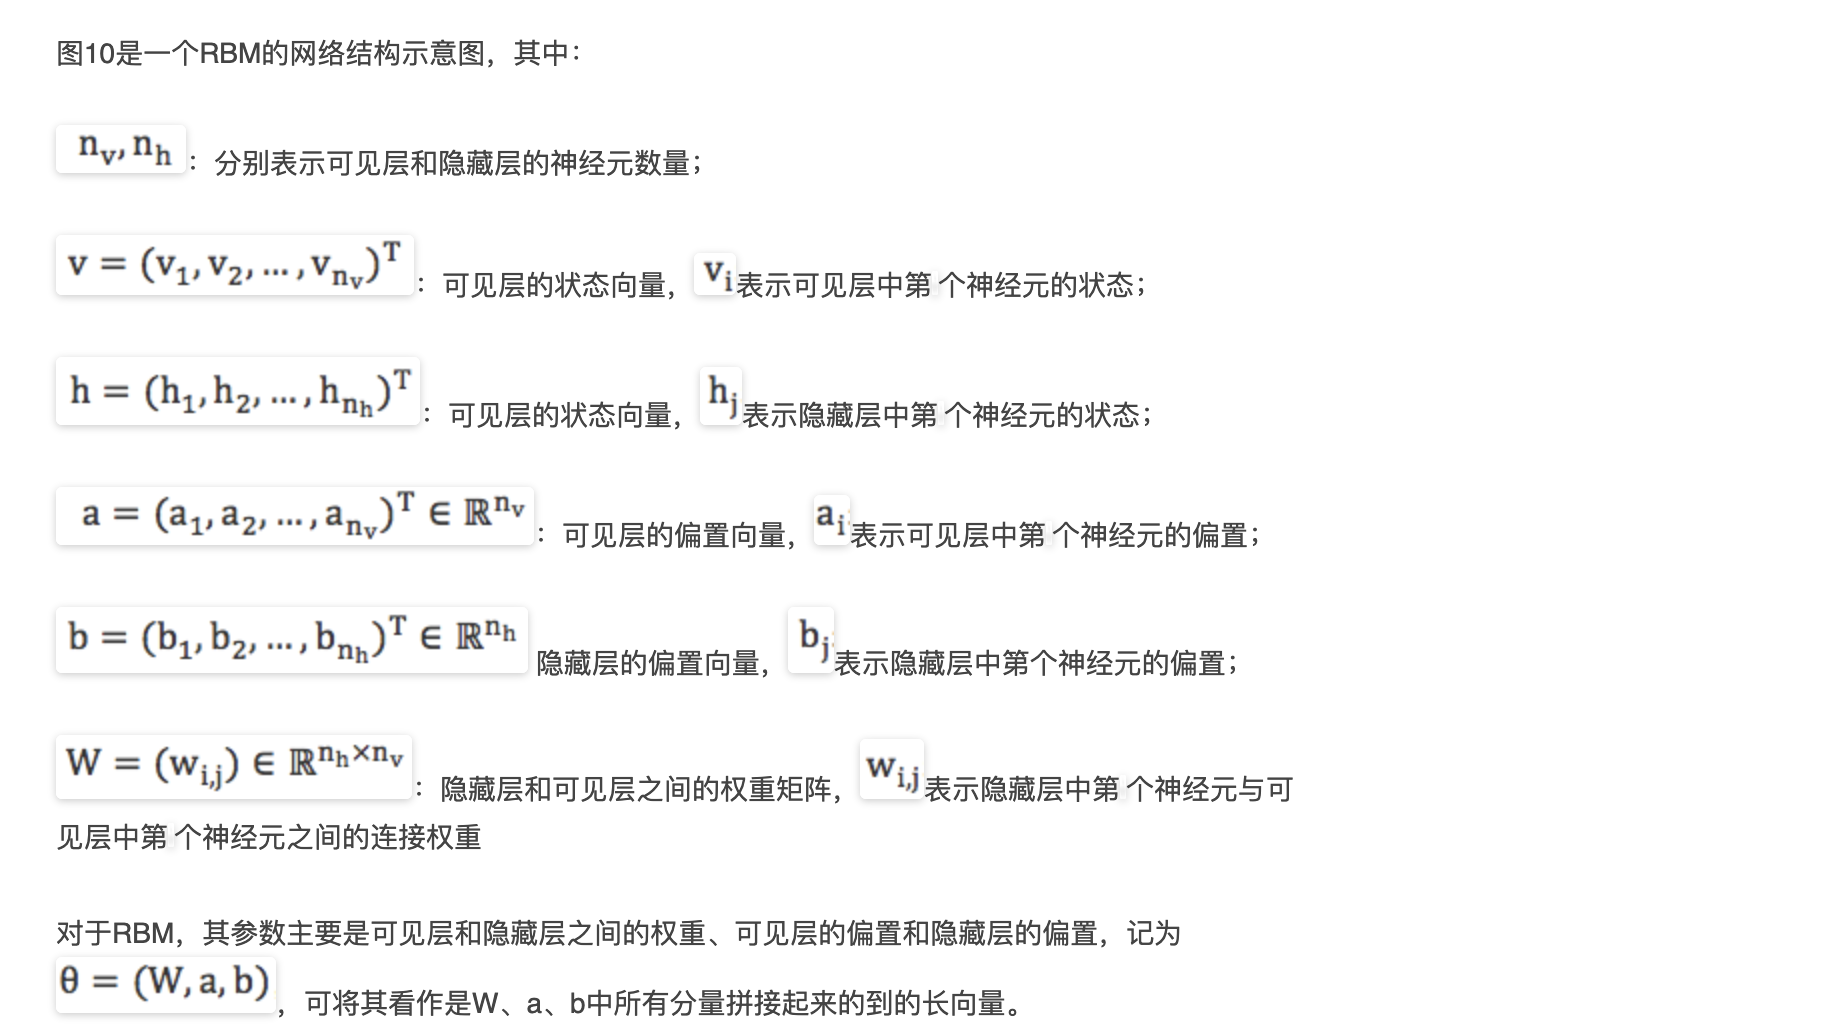 图10是一个RBM的网络结构示意图，其中：
n_v, n_h：分别表示可见层和隐藏层的神经元数量；
v = (v_1, v_2, … , v_{n_v})^T：可见层的状态向量，v_i表示可见层中第 个神经元的状态；
h = (h_1, h_2, … , h_{n_h})^T：可见层的状态向量，h_j表示隐藏层中第 个神经元的状态；
a = (a_1, a_2, … , a_{n_v})^T ∈ ℝ^{n_v}：可见层的偏置向量，a_i表示可见层中第 个神经元的偏置；
b = (b_1, b_2, … , b_{n_h})^T ∈ ℝ^{n_h} 隐藏层的偏置向量，b_j表示隐藏层中第个神经元的偏置；
W = (w_{i,j}) ∈ ℝ^{n_h×n_v}：隐藏层和可见层之间的权重矩阵，w_{i,j}表示隐藏层中第 个神经元与可
见层中第 个神经元之间的连接权重
对于RBM，其参数主要是可见层和隐藏层之间的权重、可见层的偏置和隐藏层的偏置，记为
θ = (W, a, b)，可将其看作是W、a、b中所有分量拼接起来的到的长向量。